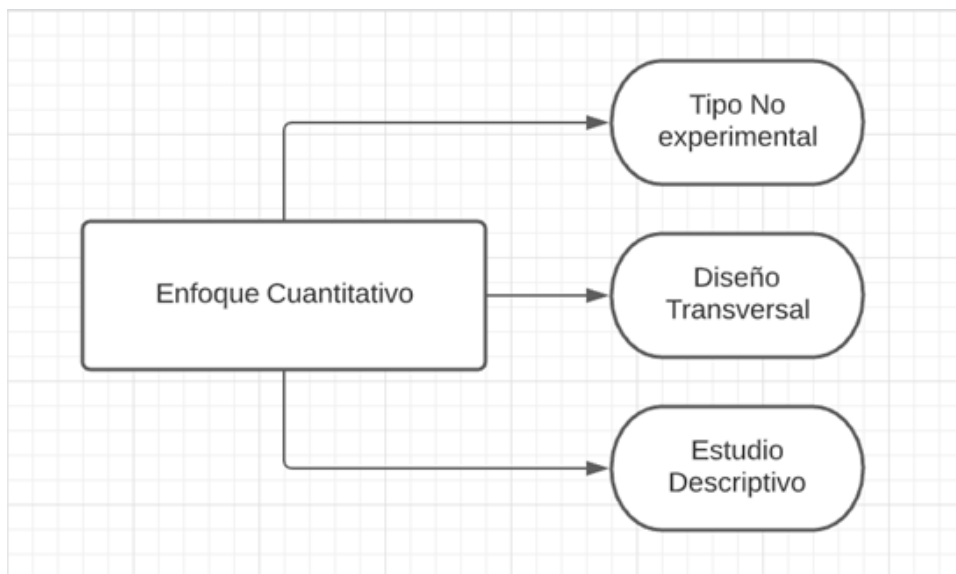 Tipo No
experimental
Enfoque Cuantitativo
Diseño
Transversal
Estudio
Descriptivo